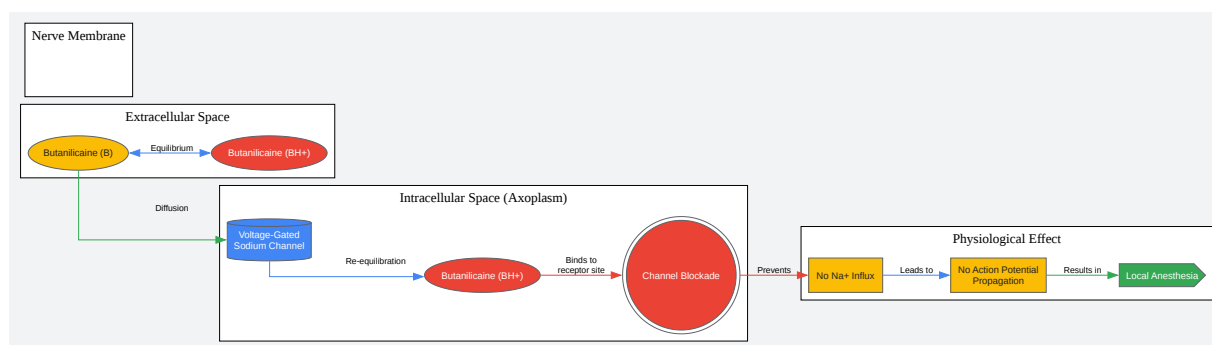 Nerve Membrane
Extracellular Space
Butanilicaine (B)
Equilibrium
Butanilicaine (BH+)
Diffusion
Intracellular Space (Axoplasm)
Voltage-Gated
Sodium Channel
Re-equilibration
Butanilicaine (BH+)
Binds to
receptor site
Channel Blockade
Prevents
Physiological Effect
No Na+ Influx
Leads to
No Action Potential
Propagation
Results in
Local Anesthesia